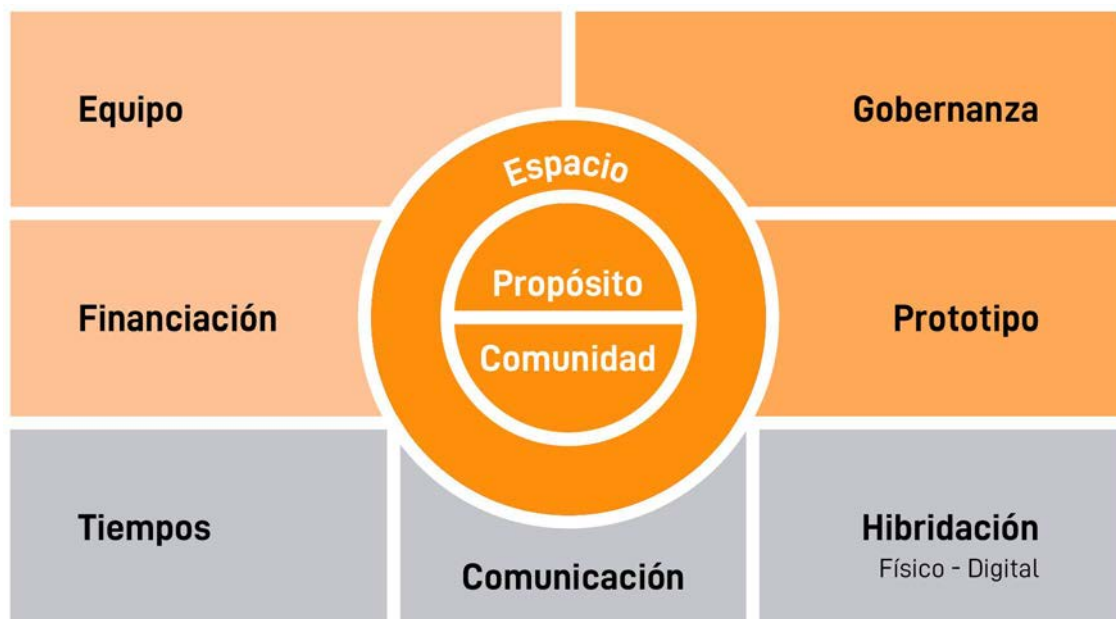 Equipo
Gobernanza
Espacio
Propósito
Comunidad
Financiación
Prototipo
Tiempos
Comunicación
Hibridación
Físico - Digital